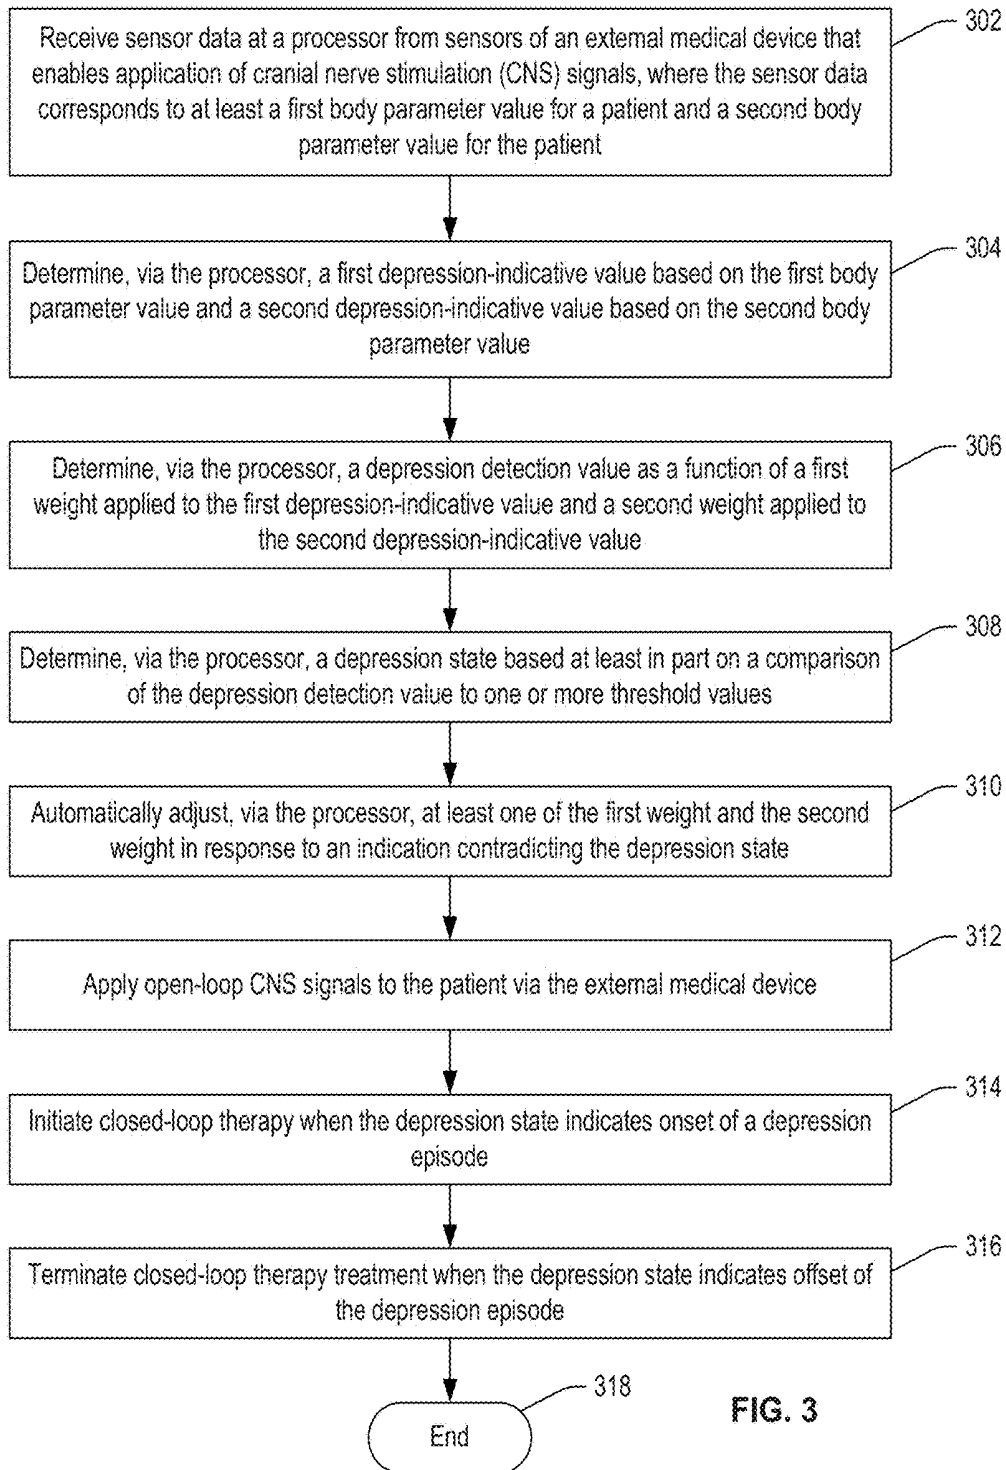 302
Receive sensor data at a processor from sensors of an external medical device that
enables application of cranial nerve stimulation (CNS) signals, where the sensor data
corresponds to at least a first body parameter value for a patient and a second body
parameter value for the patient
304
Determine, via the processor, a first depression-indicative value based on the first body
parameter value and a second depression-indicative value based on the second body
parameter value
306
Determine, via the processor, a depression detection value as a function of a first
weight applied to the first depression-indicative value and a second weight applied to
the second depression-indicative value
308
Determine, via the processor, a depression state based at least in part on a comparison
of the depression detection value to one or more threshold values
310
Automatically adjust, via the processor, at least one of the first weight and the second
weight in response to an indication contradicting the depression state
312
Apply open-loop CNS signals to the patient via the external medical device
314
Initiate closed-loop therapy when the depression state indicates onset of a depression
episode
316
Terminate closed-loop therapy treatment when the depression state indicates offset of
the depression episode
318
End
FIG. 3